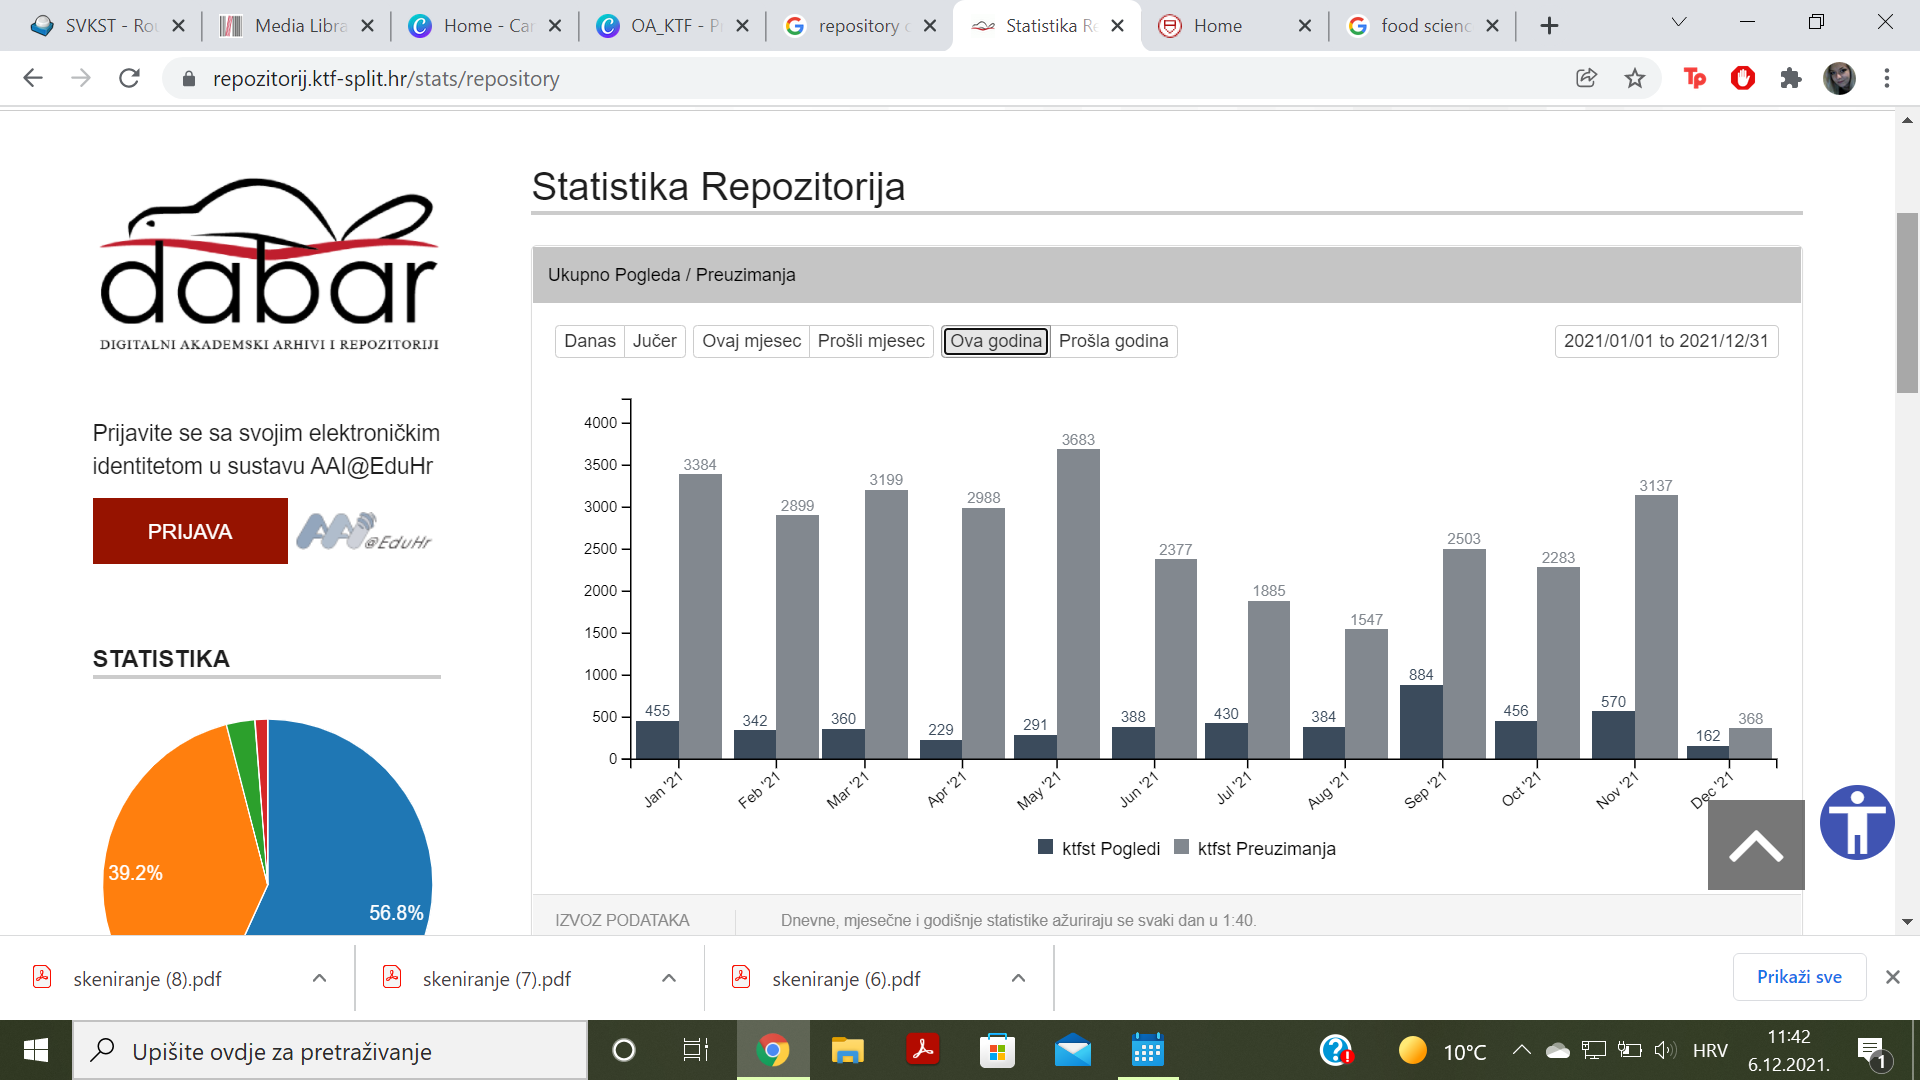 SVKST - Rou
Media Libra
Home - Can
OA_KTF - P
repository o
Statistika Re
Home
food scienc
repozitorij.ktf-split.hr/stats/repository
Tp
dabar
DIGITALNI AKADEMSKI ARHIVI I REPOZITORIJI
Prijavite se sa svojim elektroničkim
identitetom u sustavu AAI@EduHr
PRIJAVA
AAI@EduHr
STATISTIKA
39.2%
56.8%
Statistika Repozitorija
Ukupno Pogleda / Preuzimanja
Danas Jučer Ovaj mjesec Prošli mjesec Ova godina Prošla godina 2021/01/01 to 2021/12/31
4000
3500
3000
2500
2000
1500
1000
500
0
455 3384
342 2899
360 3199
229 2988
291 3683
388 2377
430 1885
384 1547
884 2503
456 2283
570 3137
162 368
Jan '21 Feb '21 Mar '21 Apr '21 May '21 Jun '21 Jul '21 Aug '21 Sep '21 Oct '21 Nov '21 Dec '21
ktfst Pogledi ktfst Preuzimanja
IZVOZ PODATAKA Dnevne, mjesečne i godišnje statistike ažuriraju se svaki dan u 1:40.
skeniranje (8).pdf
skeniranje (7).pdf
skeniranje (6).pdf
Prikaži sve
Upišite ovdje za pretraživanje
10°C
HRV
11:42
6.12.2021.
1